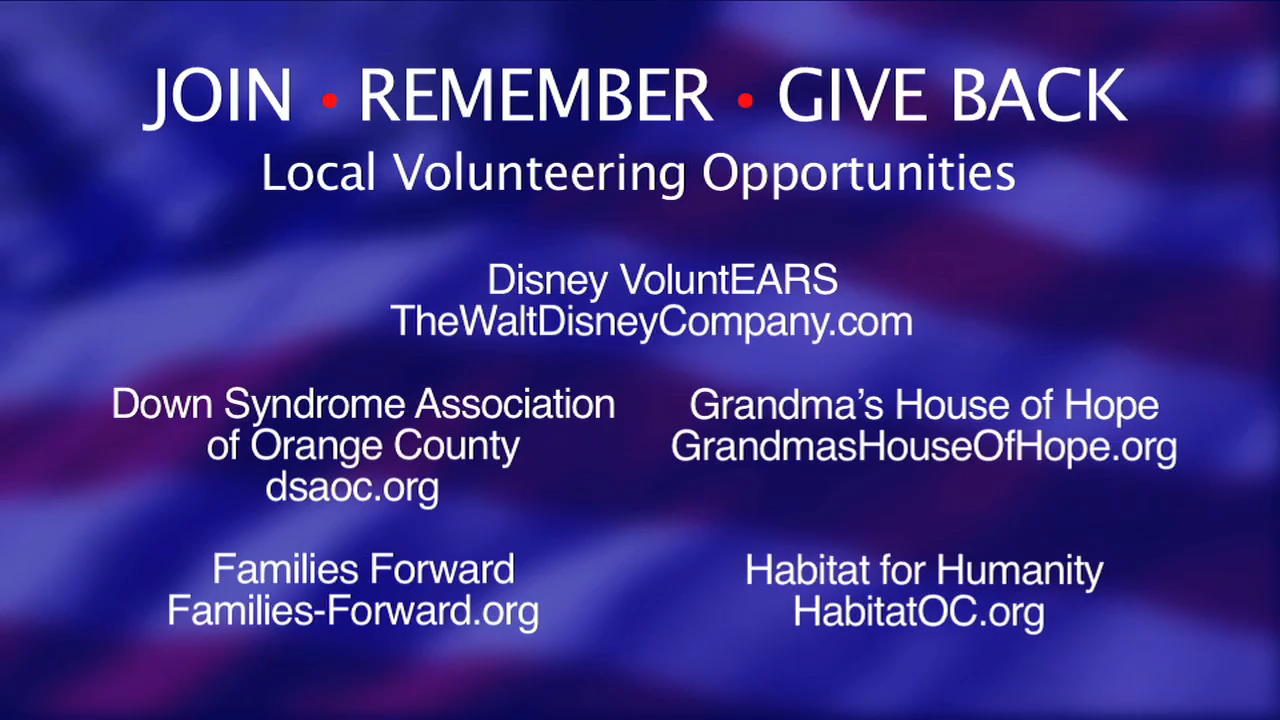 JOIN • REMEMBER • GIVE BACK
Local Volunteering Opportunities
Disney VoluntEARS
TheWaltDisneyCompany.com
Down Syndrome Association
of Orange County
dsaoc.org
Grandma’s House of Hope
GrandmasHouseOfHope.org
Families Forward
Families-Forward.org
Habitat for Humanity
HabitatOC.org